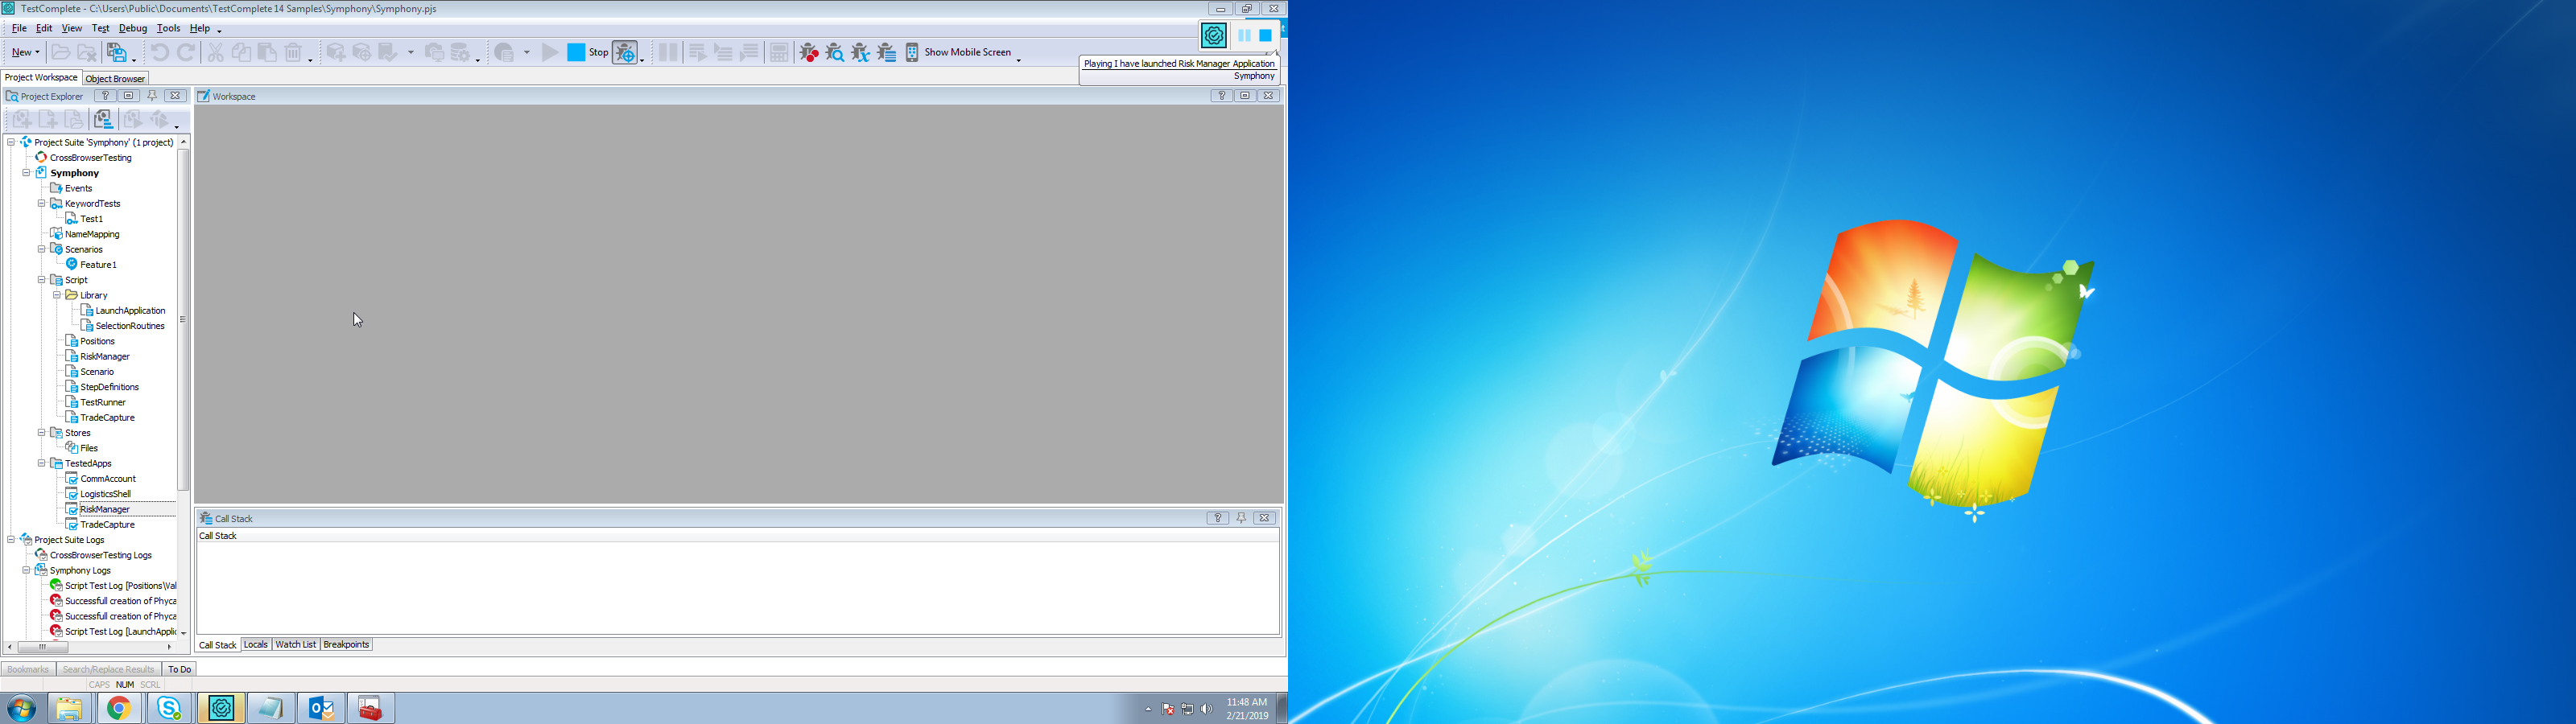 TestComplete - C:\Users\Public\Documents\TestComplete 14 Samples\Symphony\Symphony.pjs
File Edit View Test Debug Tools Help
New Stop Show Mobile Screen
Playing I have launched Risk Manager Application
Symphony
Project Workspace Object Browser
Project Explorer
Workspace
Project Suite 'Symphony' (1 project)
CrossBrowserTesting
Symphony
Events
KeywordTests
Test1
NameMapping
Scenarios
Feature1
Script
Library
LaunchApplication
SelectionRoutines
Positions
RiskManager
Scenario
StepDefinitions
TestRunner
TradeCapture
Stores
Files
TestedApps
CommAccount
LogisticsShell
RiskManager
TradeCapture
Project Suite Logs
CrossBrowserTesting Logs
Symphony Logs
Script Test Log [Positions\Val
Successfull creation of Phyca
Successfull creation of Phyca
Script Test Log [LaunchApplic
Call Stack
Call Stack
Call Stack Locals Watch List Breakpoints
Bookmarks Search/Replace Results To Do
CAPS NUM SCRL
11:48 AM
2/21/2019